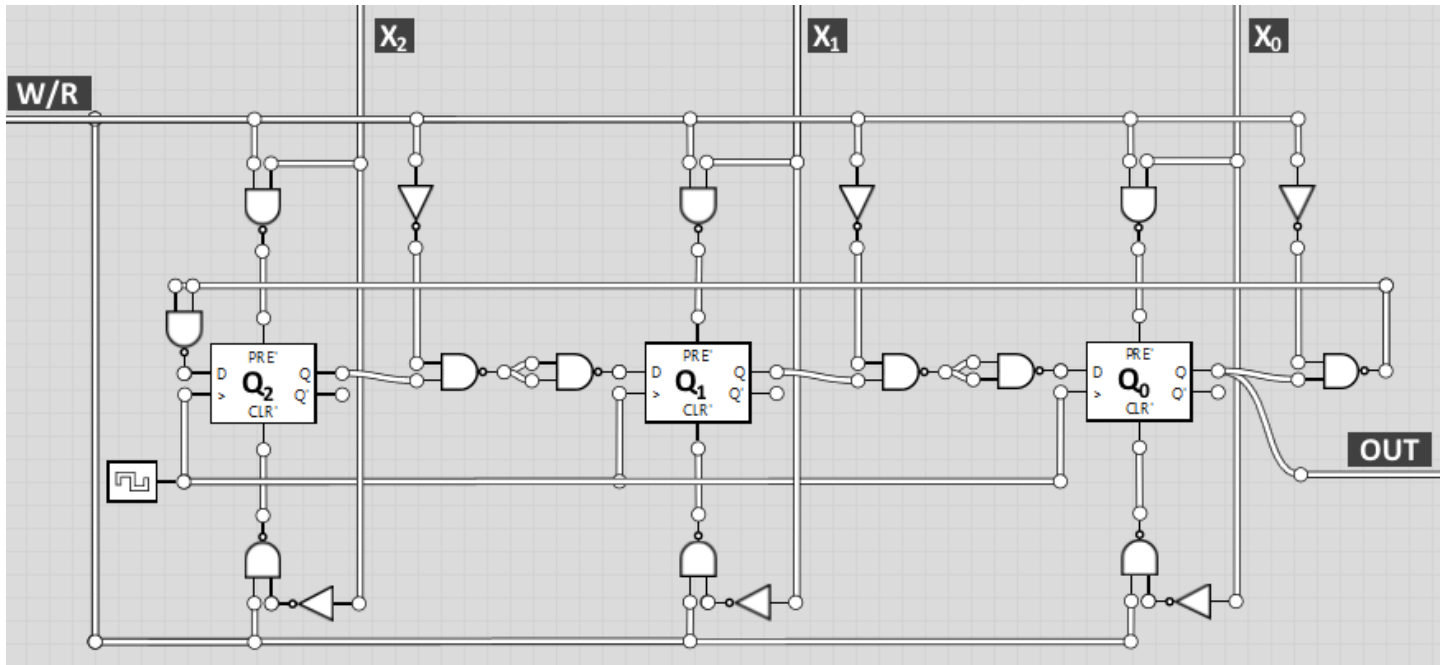 X₂
X₁
X₀
W/R
PRE'
D
Q
Q₂
>
Q'
CLR'
PRE'
D
Q
Q₁
>
Q'
CLR'
PRE'
D
Q
Q₀
>
Q'
CLR'
OUT